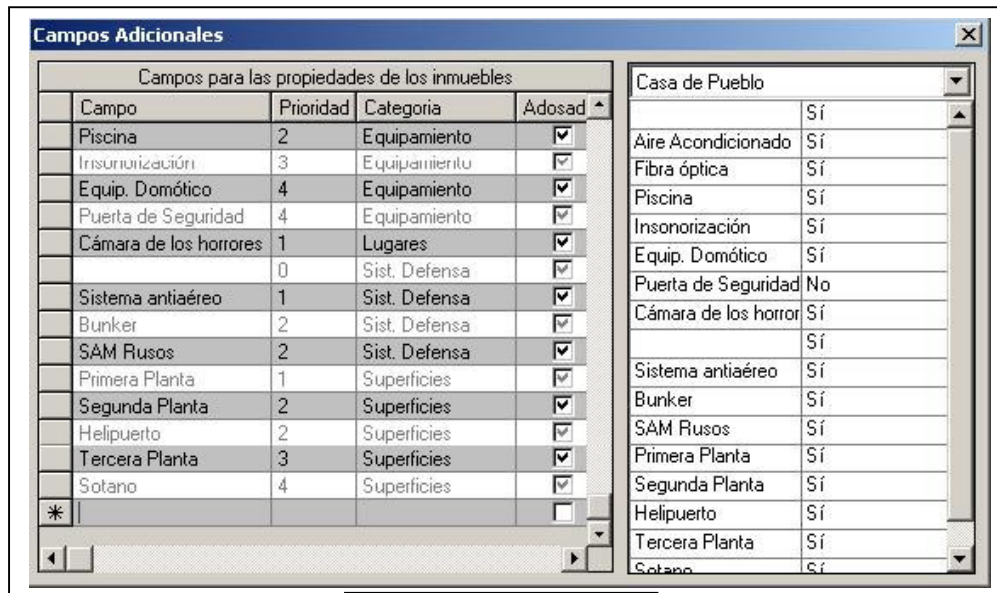 Campos Adicionales
Campos para las propiedades de los inmuebles
Campo Prioridad Categoria Adosad
Piscina 2 Equipamiento
Insonorización 3 Equipamiento
Equip. Domótico 4 Equipamiento
Puerta de Seguridad 4 Equipamiento
Cámara de los horrores 1 Lugares
0 Sist. Defensa
Sistema antiaéreo 1 Sist. Defensa
Bunker 2 Sist. Defensa
SAM Rusos 2 Sist. Defensa
Primera Planta 1 Superficies
Segunda Planta 2 Superficies
Helipuerto 2 Superficies
Tercera Planta 3 Superficies
Sotano 4 Superficies
Casa de Pueblo
Sí
Aire Acondicionado Sí
Fibra óptica Sí
Piscina Sí
Insonorización Sí
Equip. Domótico Sí
Puerta de Seguridad No
Cámara de los horror Sí
Sí
Sistema antiaéreo Sí
Bunker Sí
SAM Rusos Sí
Primera Planta Sí
Segunda Planta Sí
Helipuerto Sí
Tercera Planta Sí
Sotano Sí